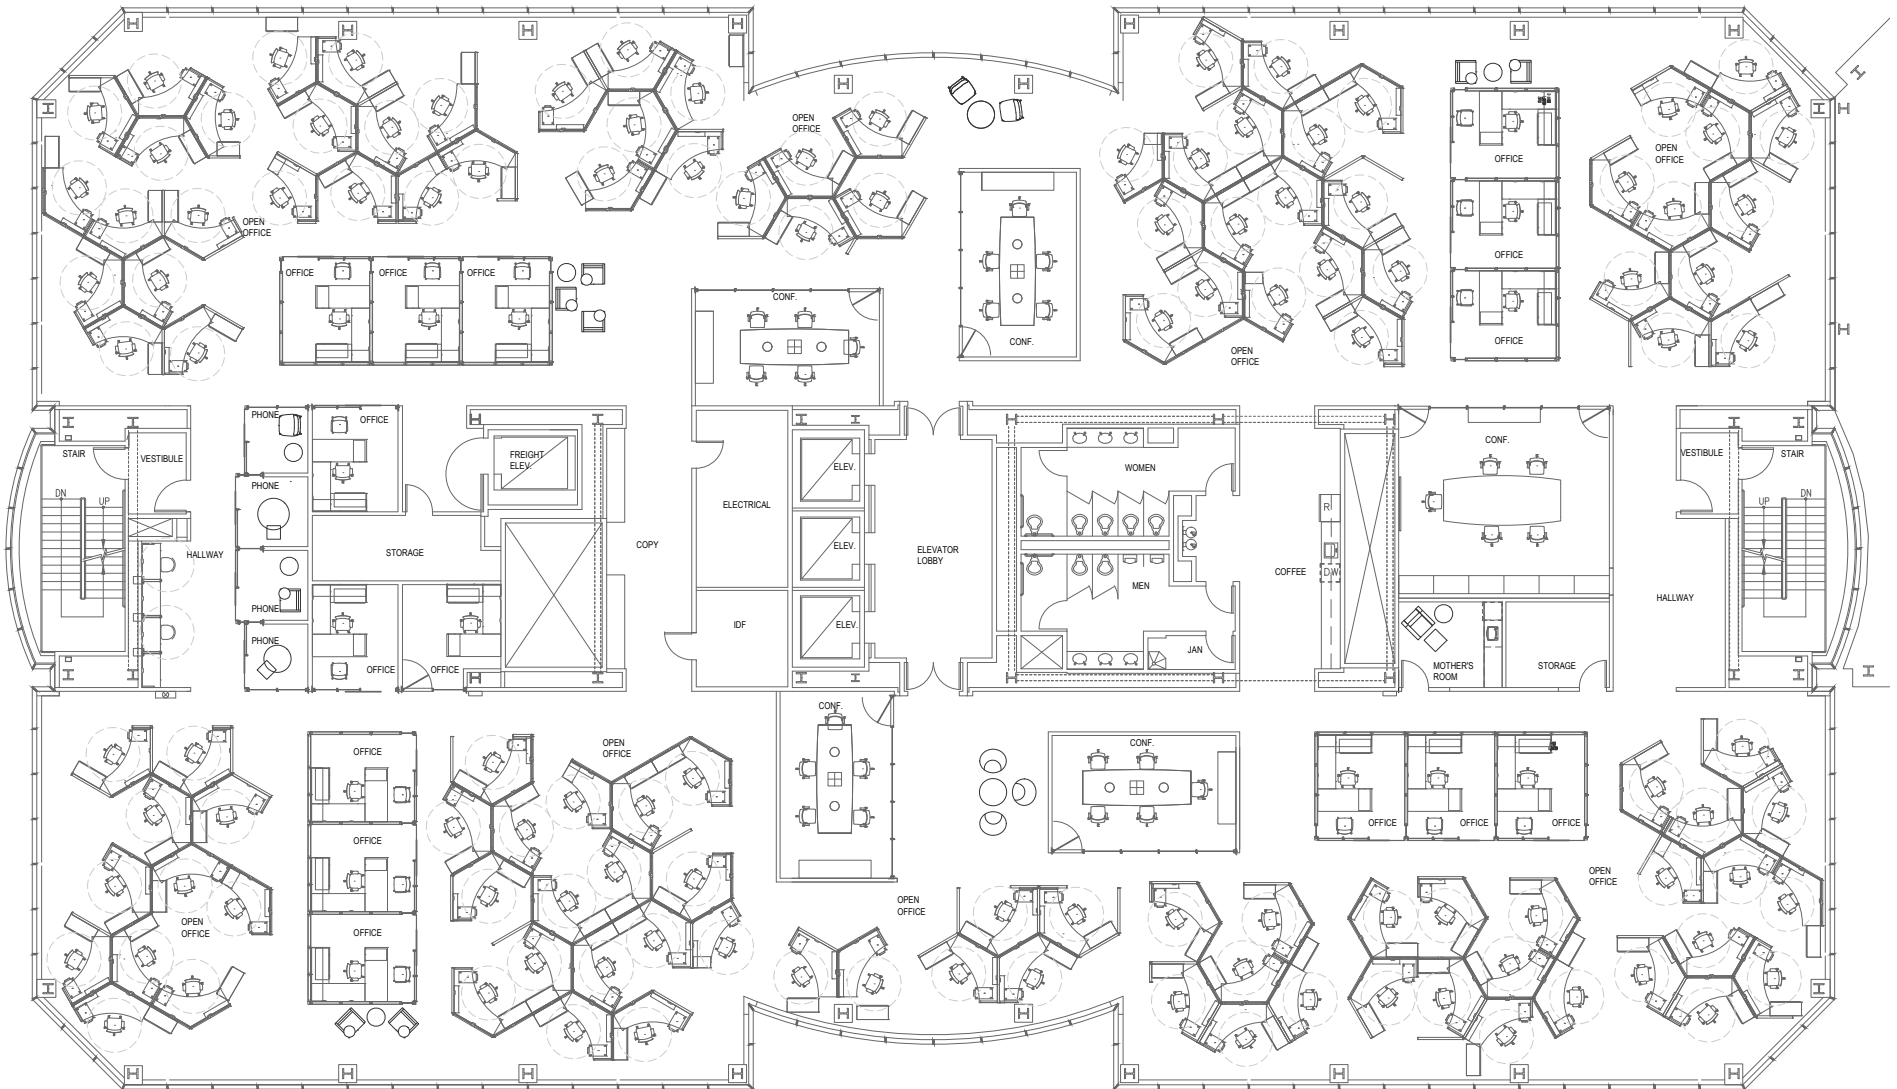 OPEN
OFFICE
OPEN
OFFICE
OFFICE
OPEN
OFFICE
OFFICE
OFFICE
OFFICE
OFFICE
OFFICE
CONF.
CONF.
OPEN
OFFICE
OFFICE
PHONE
OFFICE
STAIR
VESTIBULE
FREIGHT
ELEV.
ELEV.
WOMEN
CONF.
VESTIBULE
STAIR
DN
UP
PHONE
ELECTRICAL
R
UP
DN
HALLWAY
STORAGE
COPY
ELEV.
ELEVATOR
LOBBY
MEN
COFFEE
DW
HALLWAY
PHONE
IDF
ELEV.
PHONE
OFFICE
OFFICE
JAN
MOTHER'S
ROOM
STORAGE
CONF.
OFFICE
OPEN
OFFICE
CONF.
OFFICE
OFFICE
OFFICE
OFFICE
OPEN
OFFICE
OPEN
OFFICE
OPEN
OFFICE
OFFICE